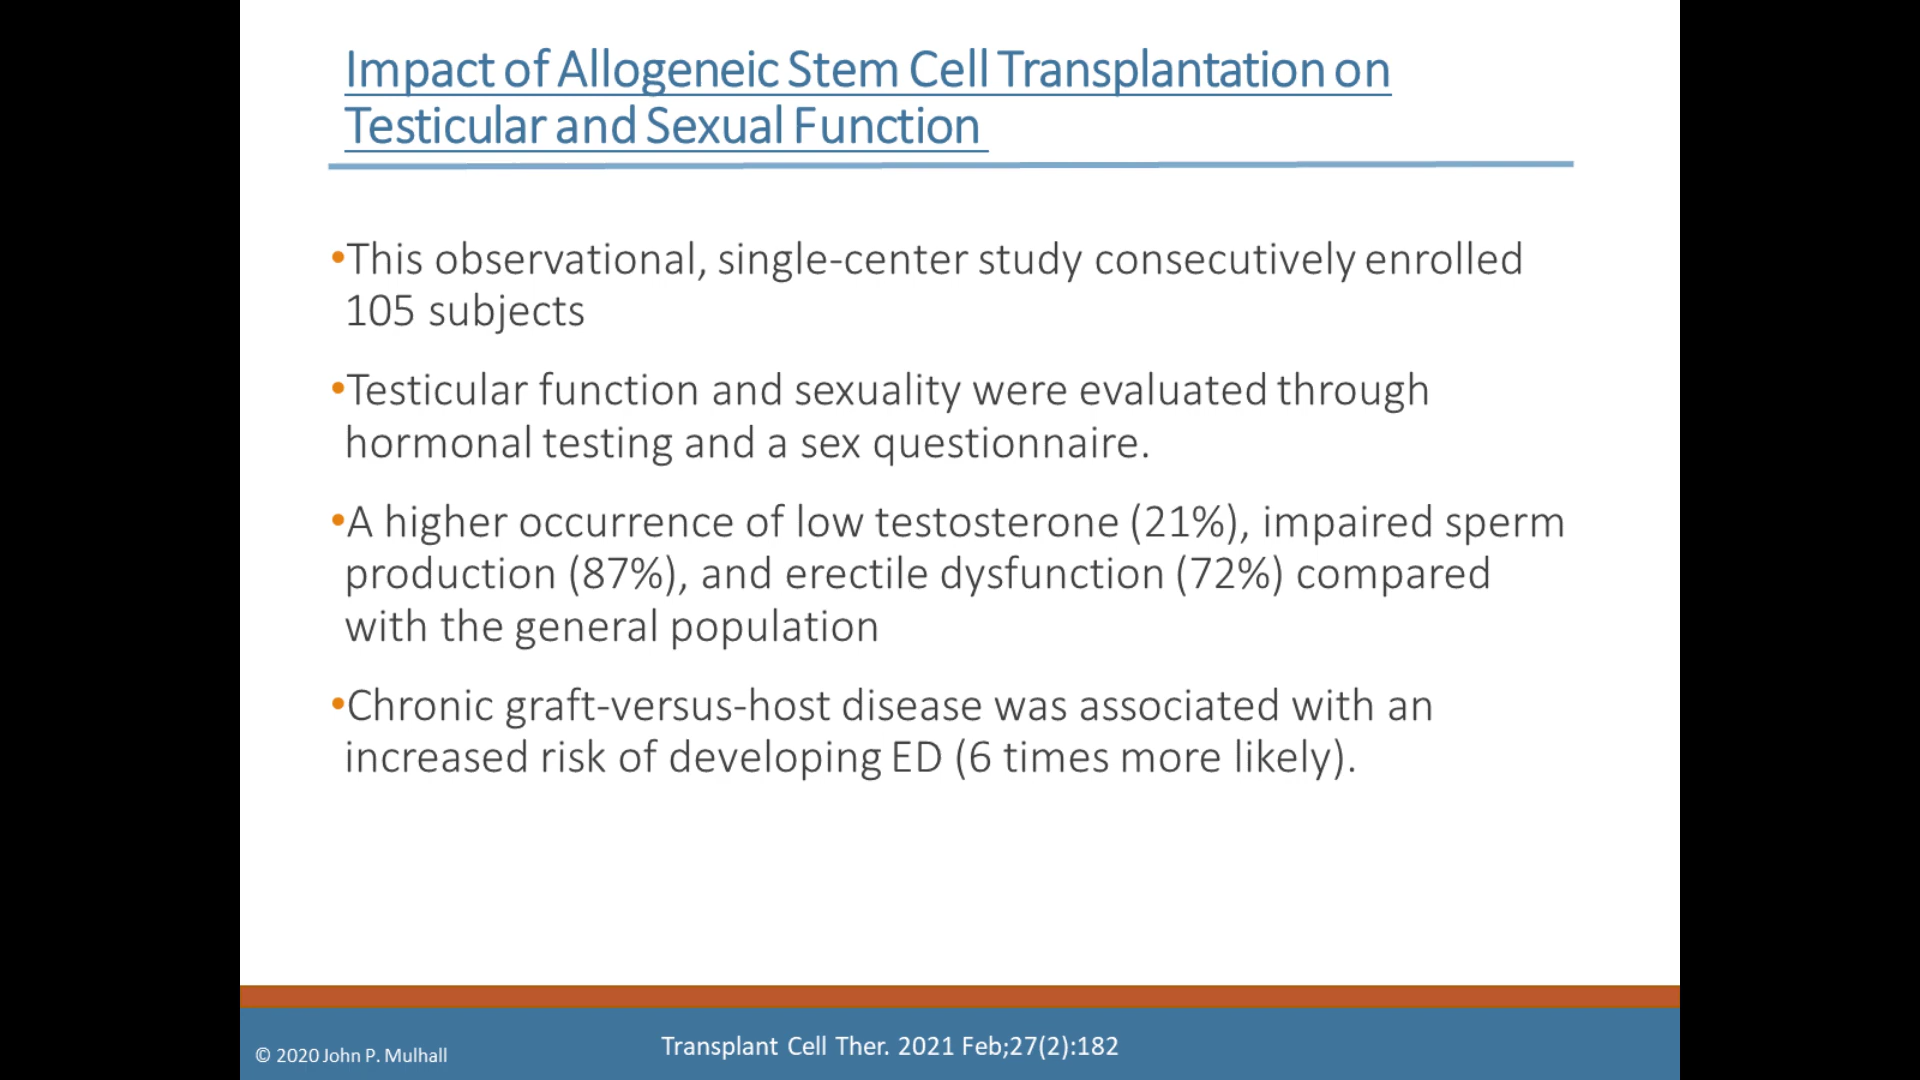 Impact of Allogeneic Stem Cell Transplantation on
Testicular and Sexual Function
•This observational, single-center study consecutively enrolled
105 subjects
•Testicular function and sexuality were evaluated through
hormonal testing and a sex questionnaire.
•A higher occurrence of low testosterone (21%), impaired sperm
production (87%), and erectile dysfunction (72%) compared
with the general population
•Chronic graft-versus-host disease was associated with an
increased risk of developing ED (6 times more likely).
© 2020 John P. Mulhall
Transplant Cell Ther. 2021 Feb;27(2):182